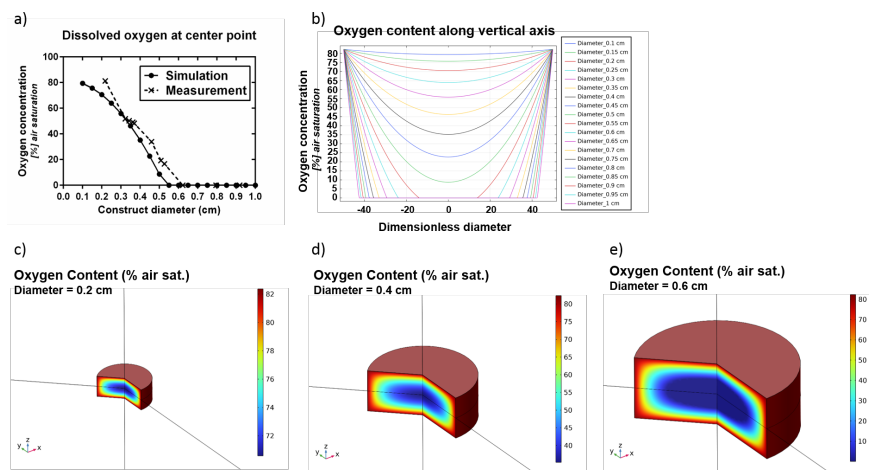 a)
Dissolved oxygen at center point
Oxygen concentration
[%] air saturation
100
80
60
40
20
0
Simulation
Measurement
0.0 0.1 0.2 0.3 0.4 0.5 0.6 0.7 0.8 0.9 1.0
Construct diameter (cm)
b)
Oxygen content along vertical axis
Oxygen concentration
[%] air saturation
80
75
70
65
60
55
50
45
40
35
30
25
20
15
10
5
0
-40 -20 0 20 40
Dimensionless diameter
Diameter_0.1 cm
Diameter_0.15 cm
Diameter_0.2 cm
Diameter_0.25 cm
Diameter_0.3 cm
Diameter_0.35 cm
Diameter_0.4 cm
Diameter_0.45 cm
Diameter_0.5 cm
Diameter_0.55 cm
Diameter_0.6 cm
Diameter_0.65 cm
Diameter_0.7 cm
Diameter_0.75 cm
Diameter_0.8 cm
Diameter_0.85 cm
Diameter_0.9 cm
Diameter_0.95 cm
Diameter_1 cm
c)
Oxygen Content (% air sat.)
Diameter = 0.2 cm
82
80
78
76
74
72
z
y
x
d)
Oxygen Content (% air sat.)
Diameter = 0.4 cm
80
75
70
65
60
55
50
45
40
z
y
x
e)
Oxygen Content (% air sat.)
Diameter = 0.6 cm
80
70
60
50
40
30
20
10
0
z
y
x